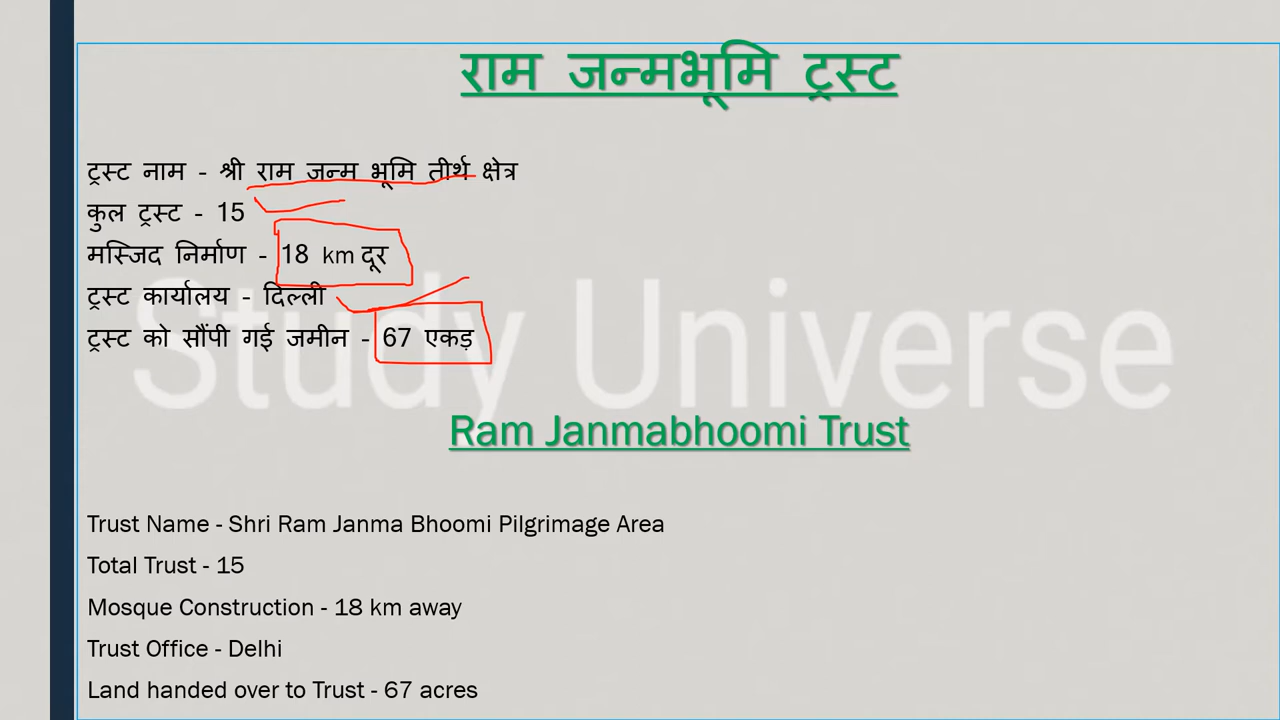 राम जन्मभूमि ट्रस्ट
ट्रस्ट नाम - श्री राम जन्म भूमि तीर्थ क्षेत्र
कुल ट्रस्ट - 15
मस्जिद निर्माण - 18 km दूर
ट्रस्ट कार्यालय - दिल्ली
ट्रस्ट को सौंपी गई जमीन - 67 एकड़
Study Universe
Ram Janmabhoomi Trust
Trust Name - Shri Ram Janma Bhoomi Pilgrimage Area
Total Trust - 15
Mosque Construction - 18 km away
Trust Office - Delhi
Land handed over to Trust - 67 acres